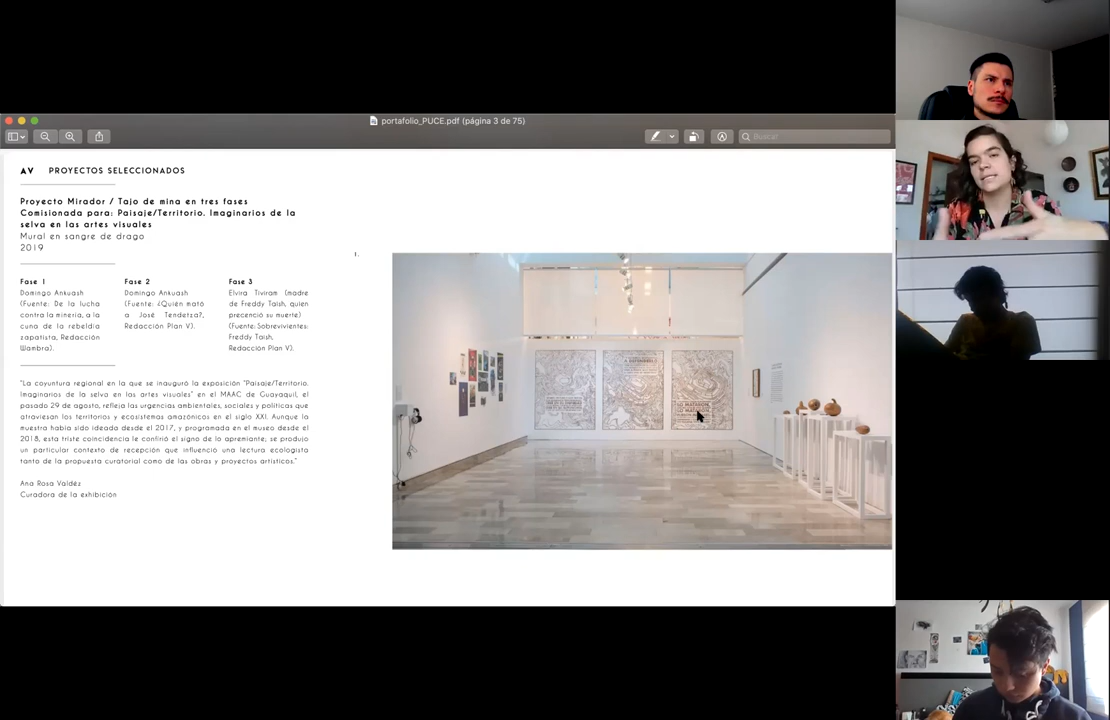 portafolio_PUCE.pdf (página 3 de 75)
Buscar
AV PROYECTOS SELECCIONADOS
Proyecto Mirador / Tajo de mina en tres fases
Comisionada para: Paisaje/Territorio. Imaginarios de la
selva en las artes visuales
Mural en sangre de drago
2019
Fase 1
Domingo Ankuash
(Fuente: De la lucha
contra la minería, a la
cuna de la rebeldía
zapatista, Redacción
Wambra).
Fase 2
Domingo Ankuash
(Fuente: ¿Quién mató
a José Tendetza?,
Redacción Plan V).
Fase 3
Elvira Tiviram (madre
de Freddy Taish, quien
precenció su muerte)
(Fuente: Sobrevivientes:
Freddy Taish,
Redacción Plan V).
"La coyuntura regional en la que se inauguró la exposición "Paisaje/Territorio.
Imaginarios de la selva en las artes visuales" en el MAAC de Guayaquil, el
pasado 29 de agosto, refleja las urgencias ambientales, sociales y políticas que
atraviesan los territorios y ecosistemas amazónicos en el siglo XXI. Aunque la
muestra había sido ideada desde el 2017, y programada en el museo desde el
2018, esta triste coincidencia le confirió el signo de lo apremiante; se produjo
un particular contexto de recepción que influenció una lectura ecologista
tanto de la propuesta curatorial como de las obras y proyectos artísticos."
Ana Rosa Valdéz
Curadora de la exhibición
1.